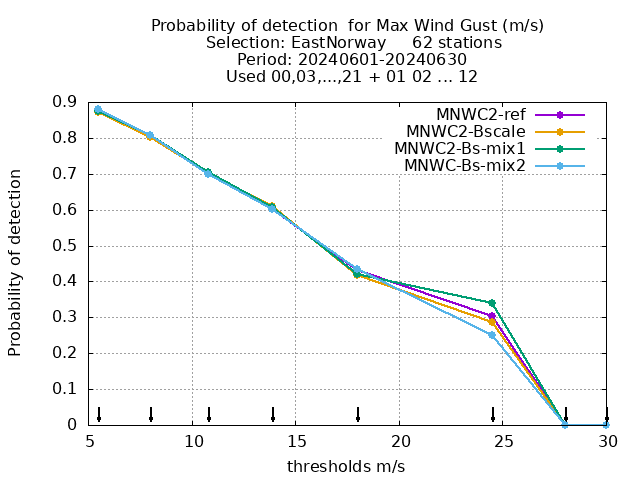 Probability of detection  for Max Wind Gust (m/s)
Selection: EastNorway     62 stations
Period: 20240601-20240630
Used 00,03,...,21 + 01 02 ... 12
MNWC2-ref
MNWC2-Bscale
MNWC2-Bs-mix1
MNWC-Bs-mix2
Probability of detection
0.9
0.8
0.7
0.6
0.5
0.4
0.3
0.2
0.1
0
5 10 15 20 25 30
thresholds m/s